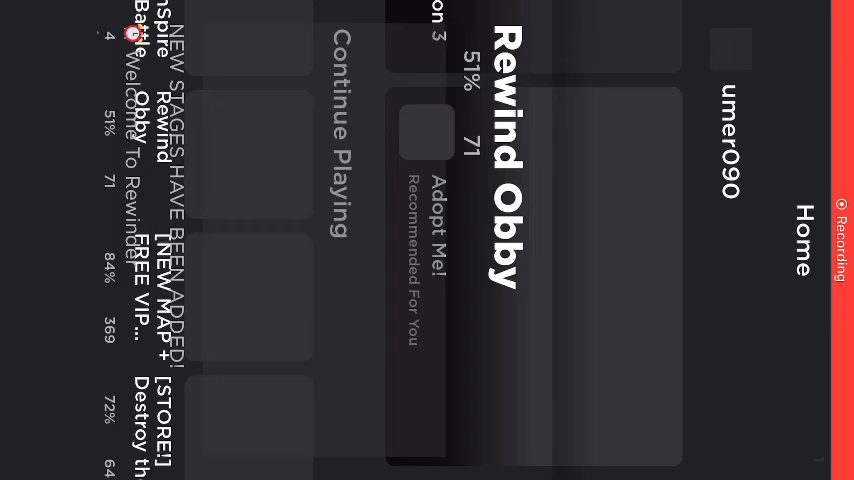 Recording
Home
umer090
Rewind Obby
51% 71
on 3
Adopt Me!
Recommended For You
Continue Playing
NEW STAGES HAVE BEEN ADDED!
Welcome To Rewinder
nSpire
Battle
4
Rewind
Obby
51% 71
[NEW MAP +
FREE VIP...
84% 369
[STORE!]
Destroy th
72% 64